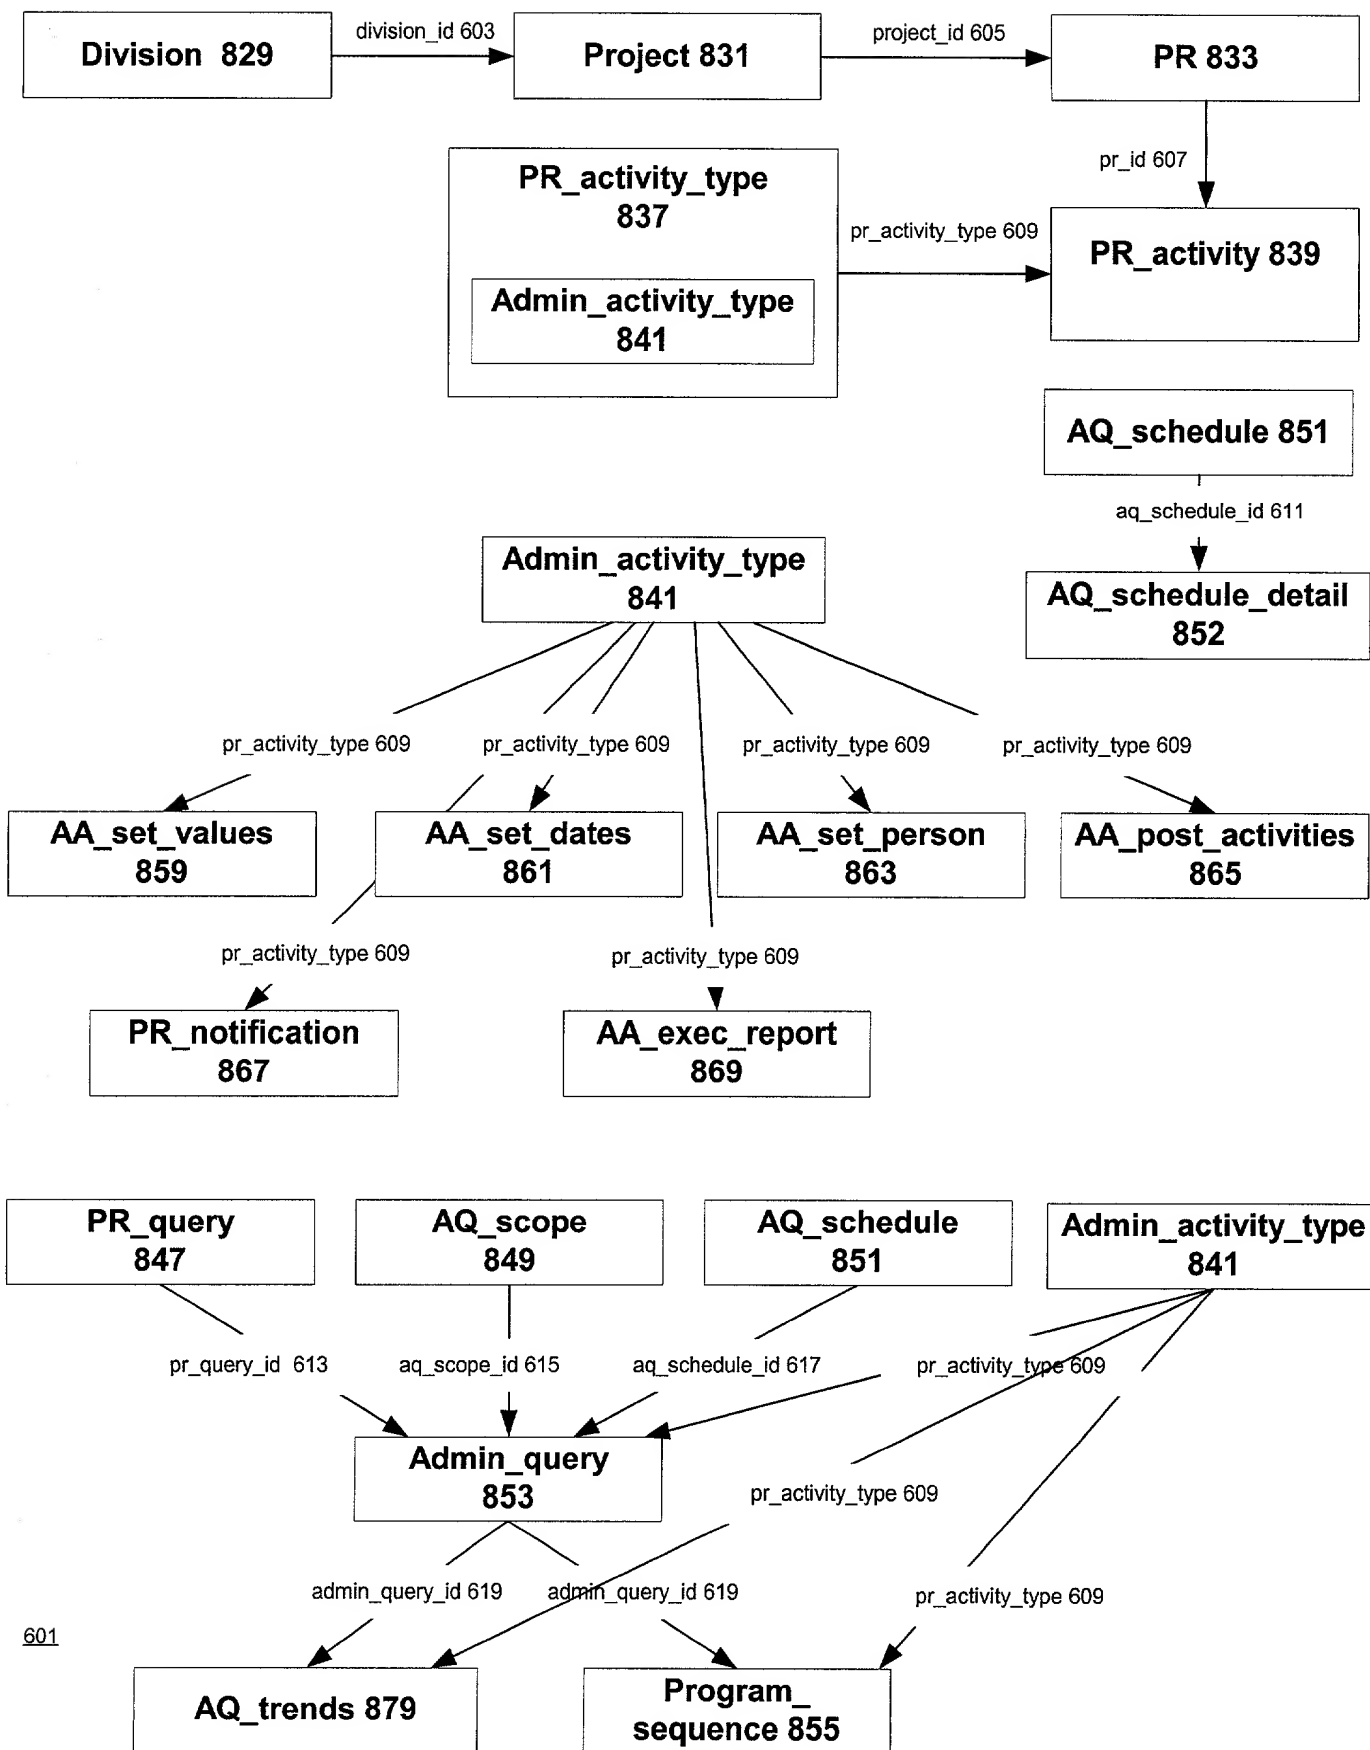 Division 829
division_id 603
Project 831
project_id 605
PR 833
pr_id 607
PR_activity_type
837
Admin_activity_type
841
pr_activity_type 609
PR_activity 839
AQ_schedule 851
aq_schedule_id 611
AQ_schedule_detail
852
Admin_activity_type
841
pr_activity_type 609
pr_activity_type 609
pr_activity_type 609
pr_activity_type 609
AA_set_values
859
AA_set_dates
861
AA_set_person
863
AA_post_activities
865
pr_activity_type 609
pr_activity_type 609
PR_notification
867
AA_exec_report
869
PR_query
847
AQ_scope
849
AQ_schedule
851
Admin_activity_type
841
pr_query_id 613
aq_scope_id 615
aq_schedule_id 617
pr_activity_type 609
Admin_query
853
pr_activity_type 609
admin_query_id 619
admin_query_id 619
pr_activity_type 609
601
AQ_trends 879
Program_
sequence 855